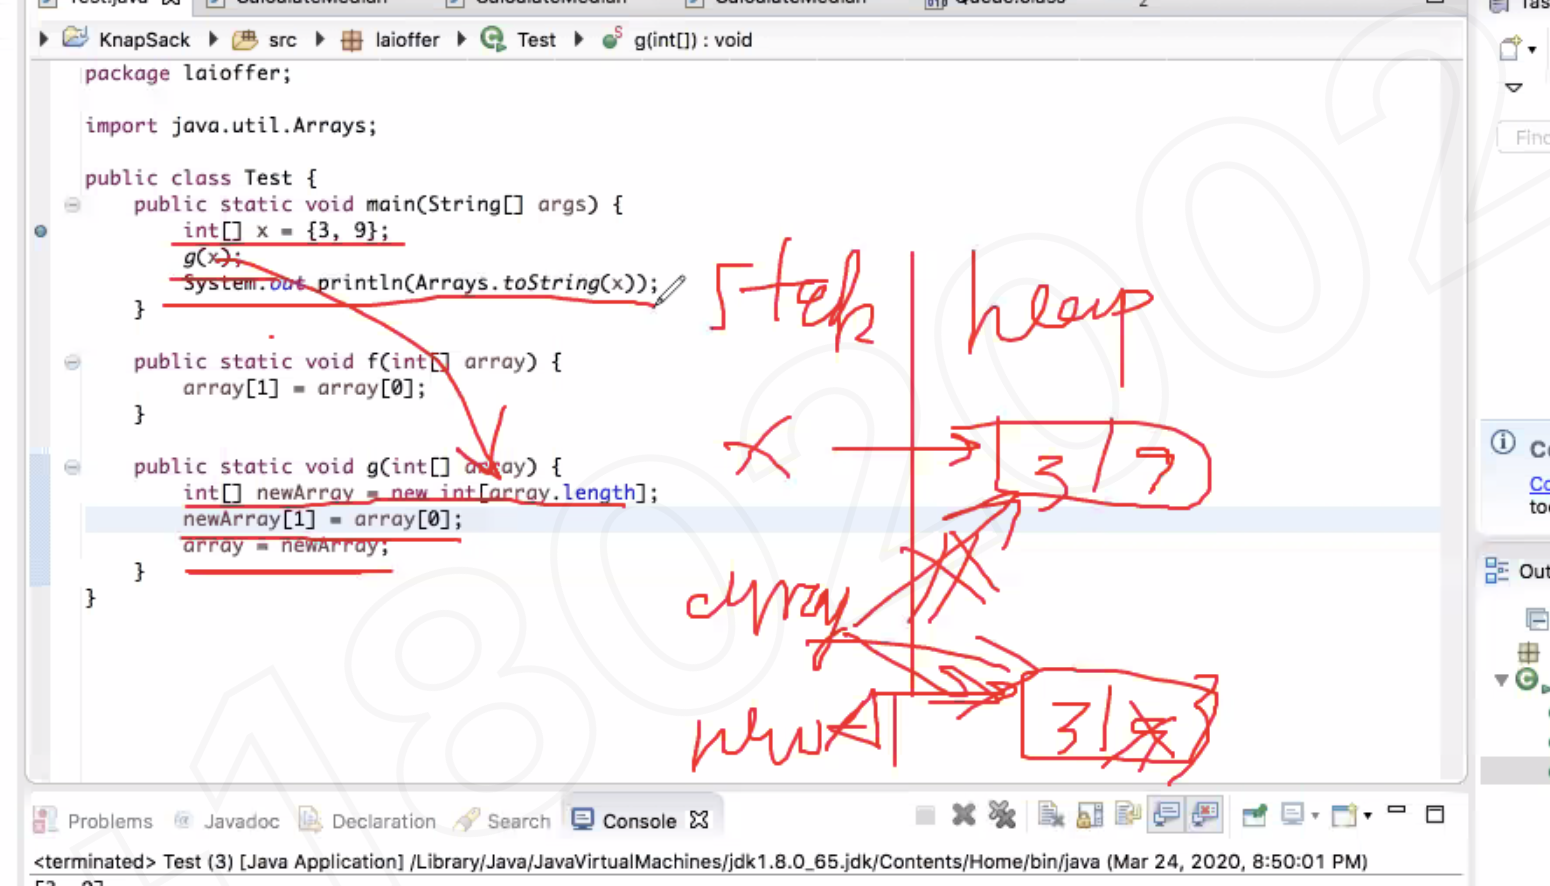 Test.java CalculateMedian CalculateMedian CalculateMedian Queue.class 2
Tas
KnapSack src laioffer Test g(int[]) : void
package laioffer;
import java.util.Arrays;
Find
public class Test {
public static void main(String[] args) {
int[] x = {3, 9};
g(x);
System.out.println(Arrays.toString(x));
}
stack heap
public static void f(int[] array) {
array[1] = array[0];
}
x 3 9
public static void g(int[] array) {
int[] newArray = new int[array.length];
newArray[1] = array[0];
array = newArray;
}
}
array
newA 3
Co
Co
too
Out
Problems @ Javadoc Declaration Search Console
<terminated> Test (3) [Java Application] /Library/Java/JavaVirtualMachines/jdk1.8.0_65.jdk/Contents/Home/bin/java (Mar 24, 2020, 8:50:01 PM)
[3, 9]